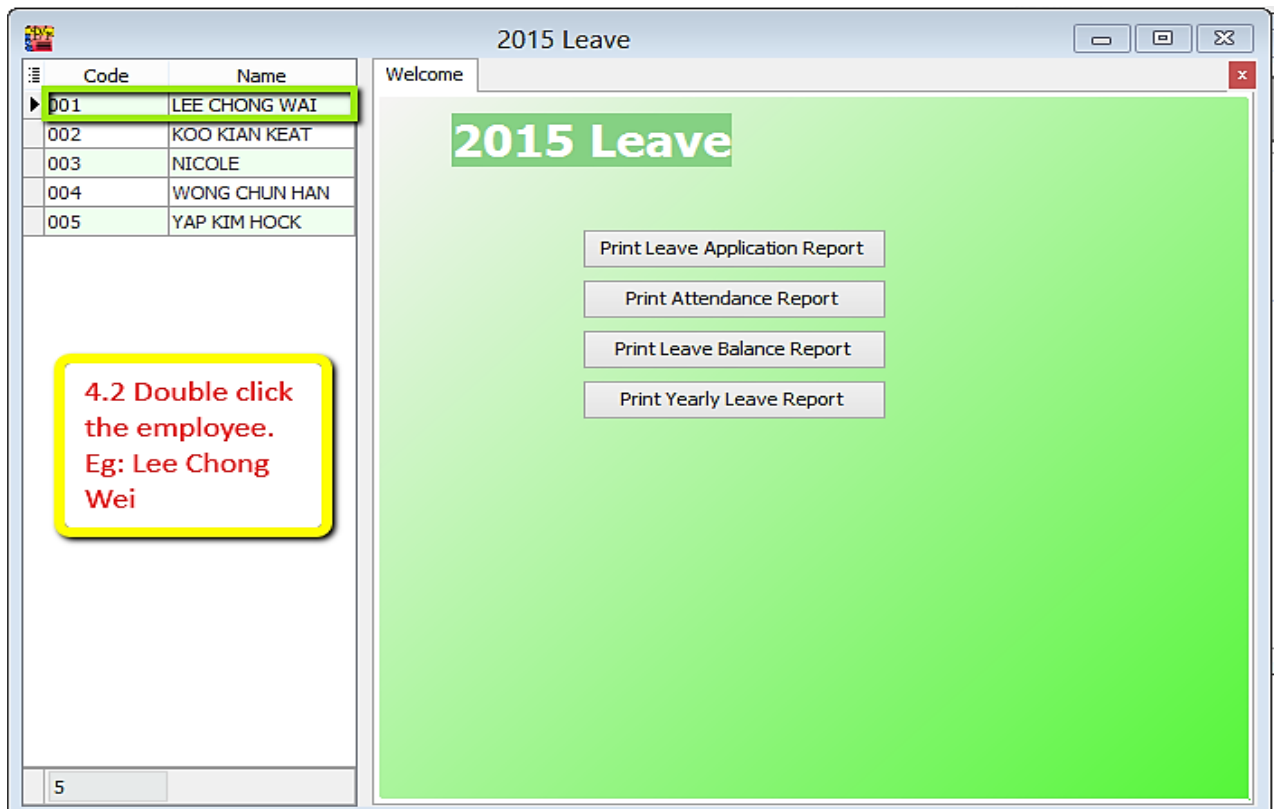 2015 Leave
Code Name
001 LEE CHONG WAI
002 KOO KIAN KEAT
003 NICOLE
004 WONG CHUN HAN
005 YAP KIM HOCK
4.2 Double click
the employee.
Eg: Lee Chong
Wei
5
Welcome
x
2015 Leave
Print Leave Application Report
Print Attendance Report
Print Leave Balance Report
Print Yearly Leave Report